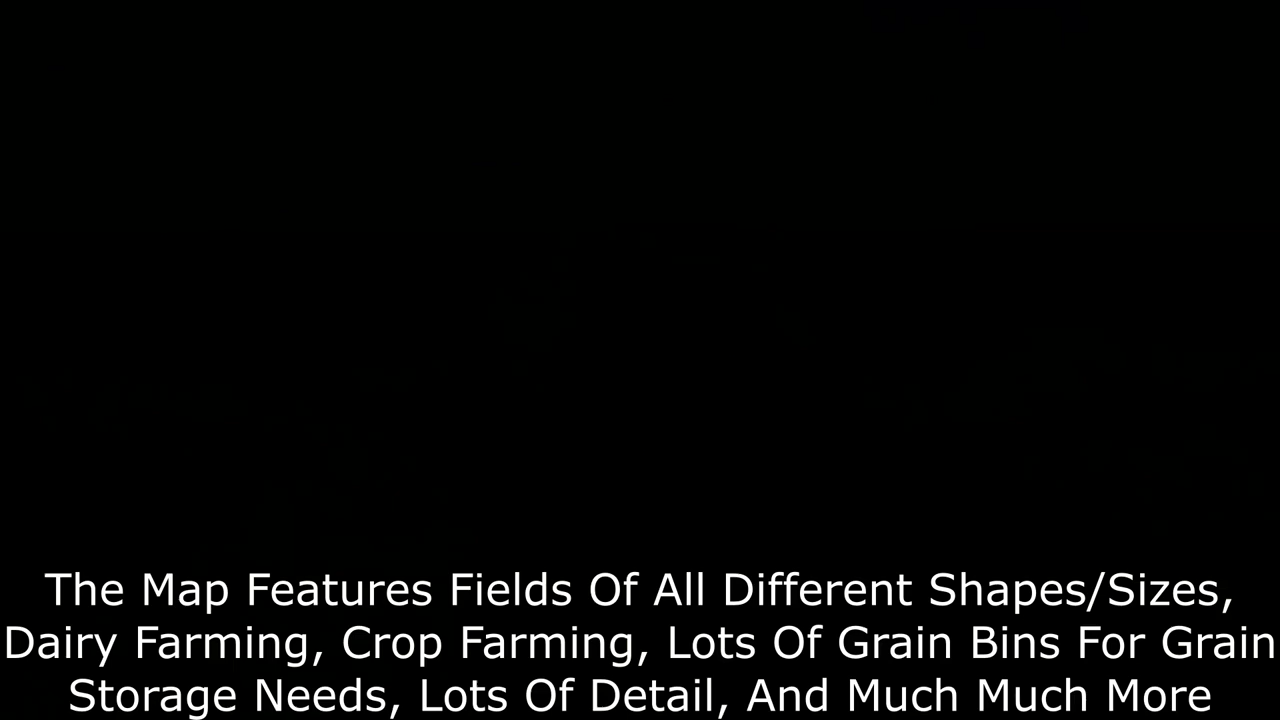 The Map Features Fields Of All Different Shapes/Sizes,
Dairy Farming, Crop Farming, Lots Of Grain Bins For Grain
Storage Needs, Lots Of Detail, And Much Much More